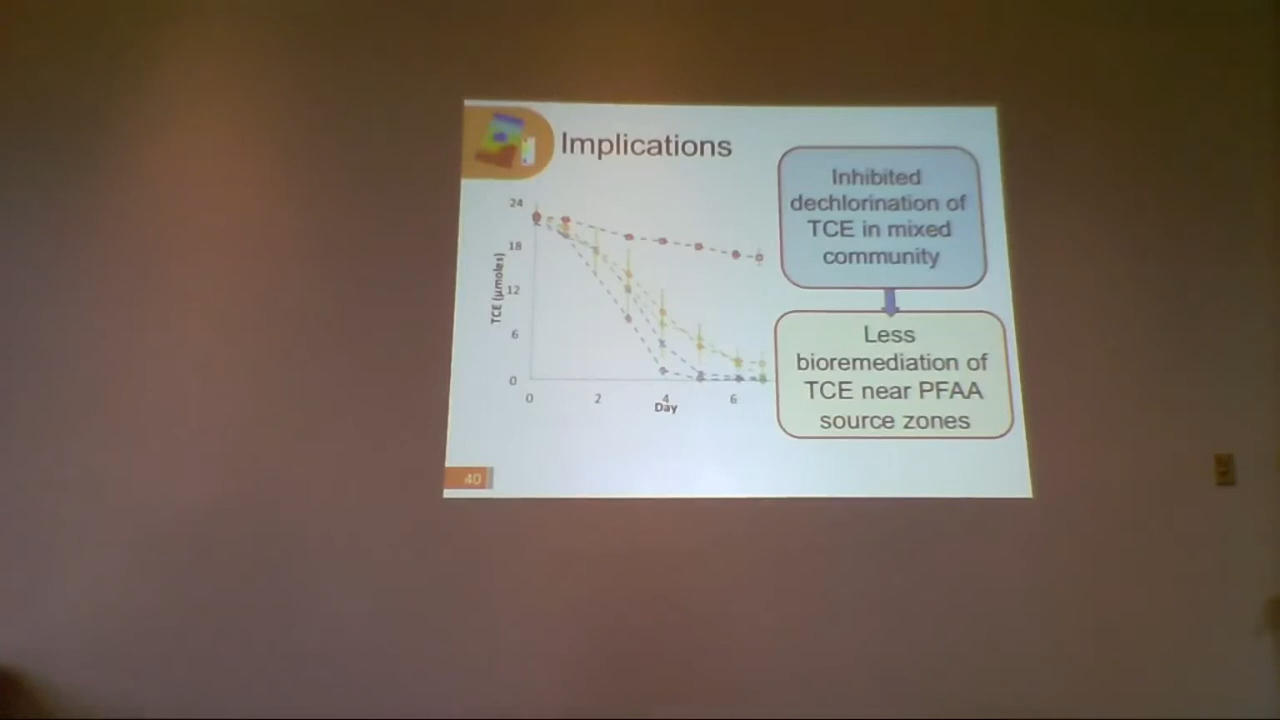 Implications
24
18
12
6
0
TCE (μmoles)
0 2 4 6
Day
Inhibited
dechlorination of
TCE in mixed
community
Less
bioremediation of
TCE near PFAA
source zones
40